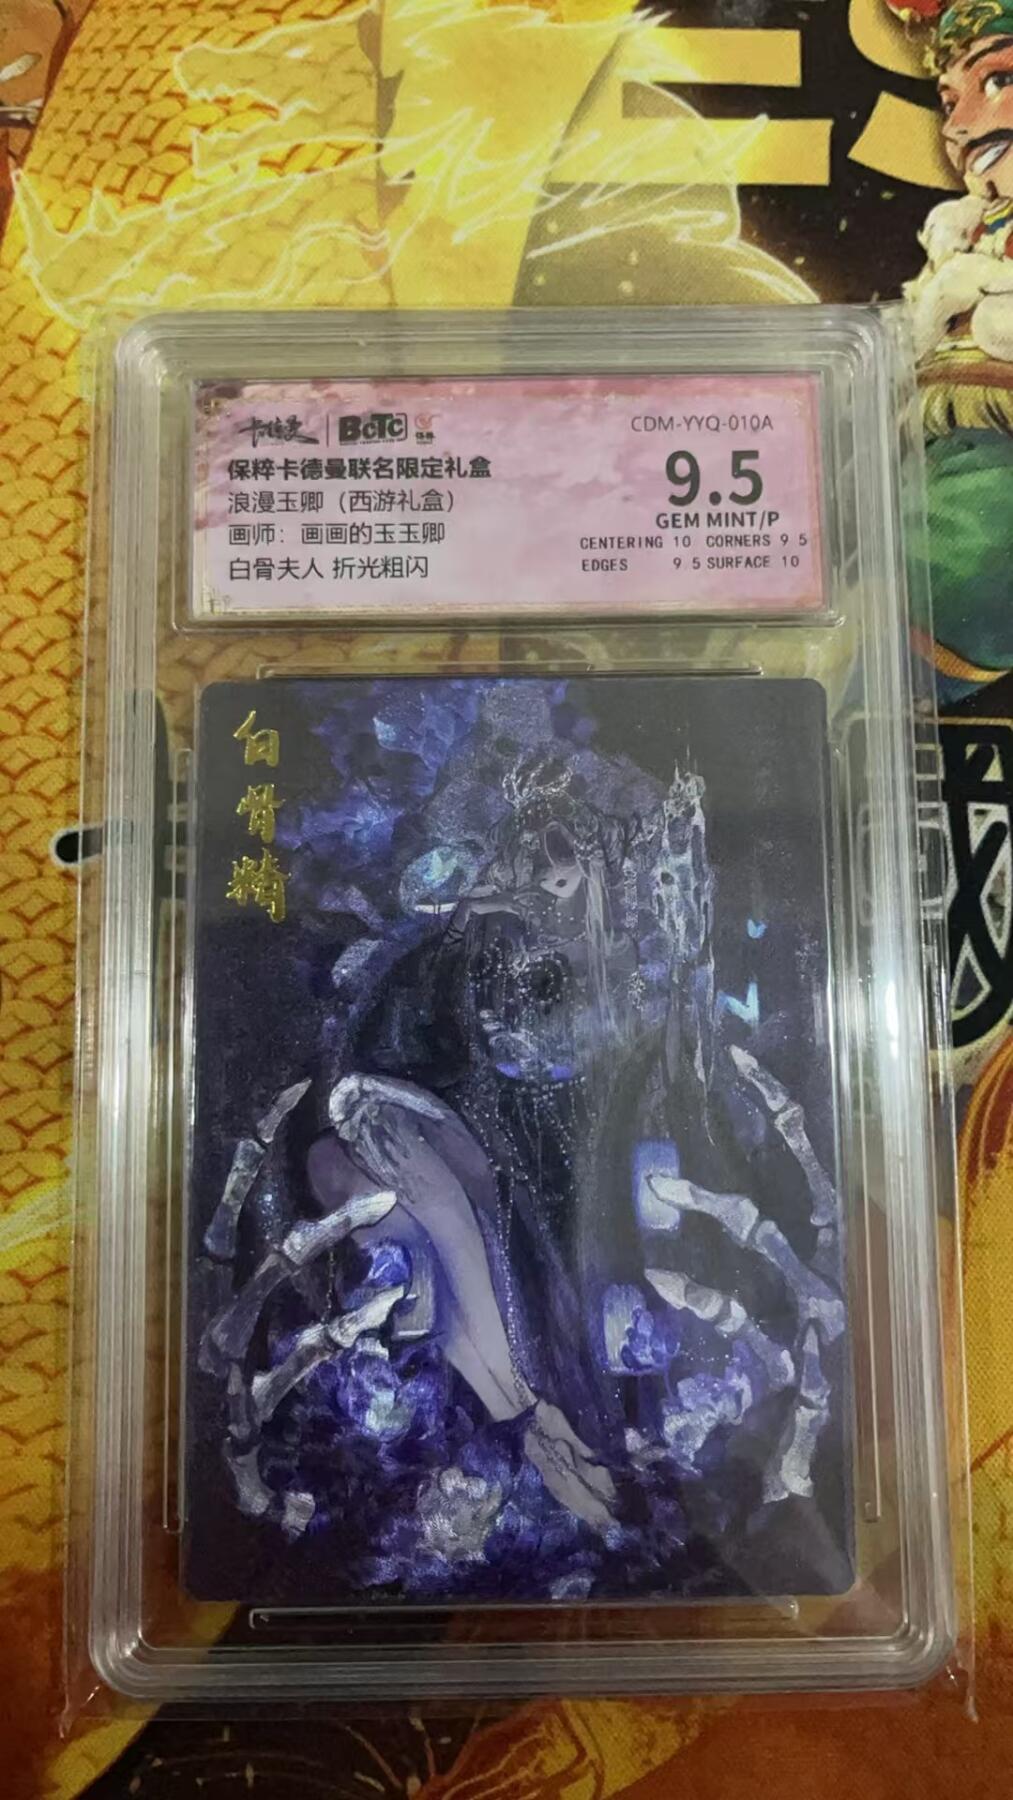 ES
卡德曼 BCTC 保粹
CDM-YYQ-010A
保粹卡德曼联名限定礼盒
浪漫玉卿（西游礼盒）
画师：画画的玉玉卿
白骨夫人 折光粗闪
9.5
GEM MINT/P
CENTERING 10 CORNERS 9 5
EDGES 9 5 SURFACE 10
白骨精